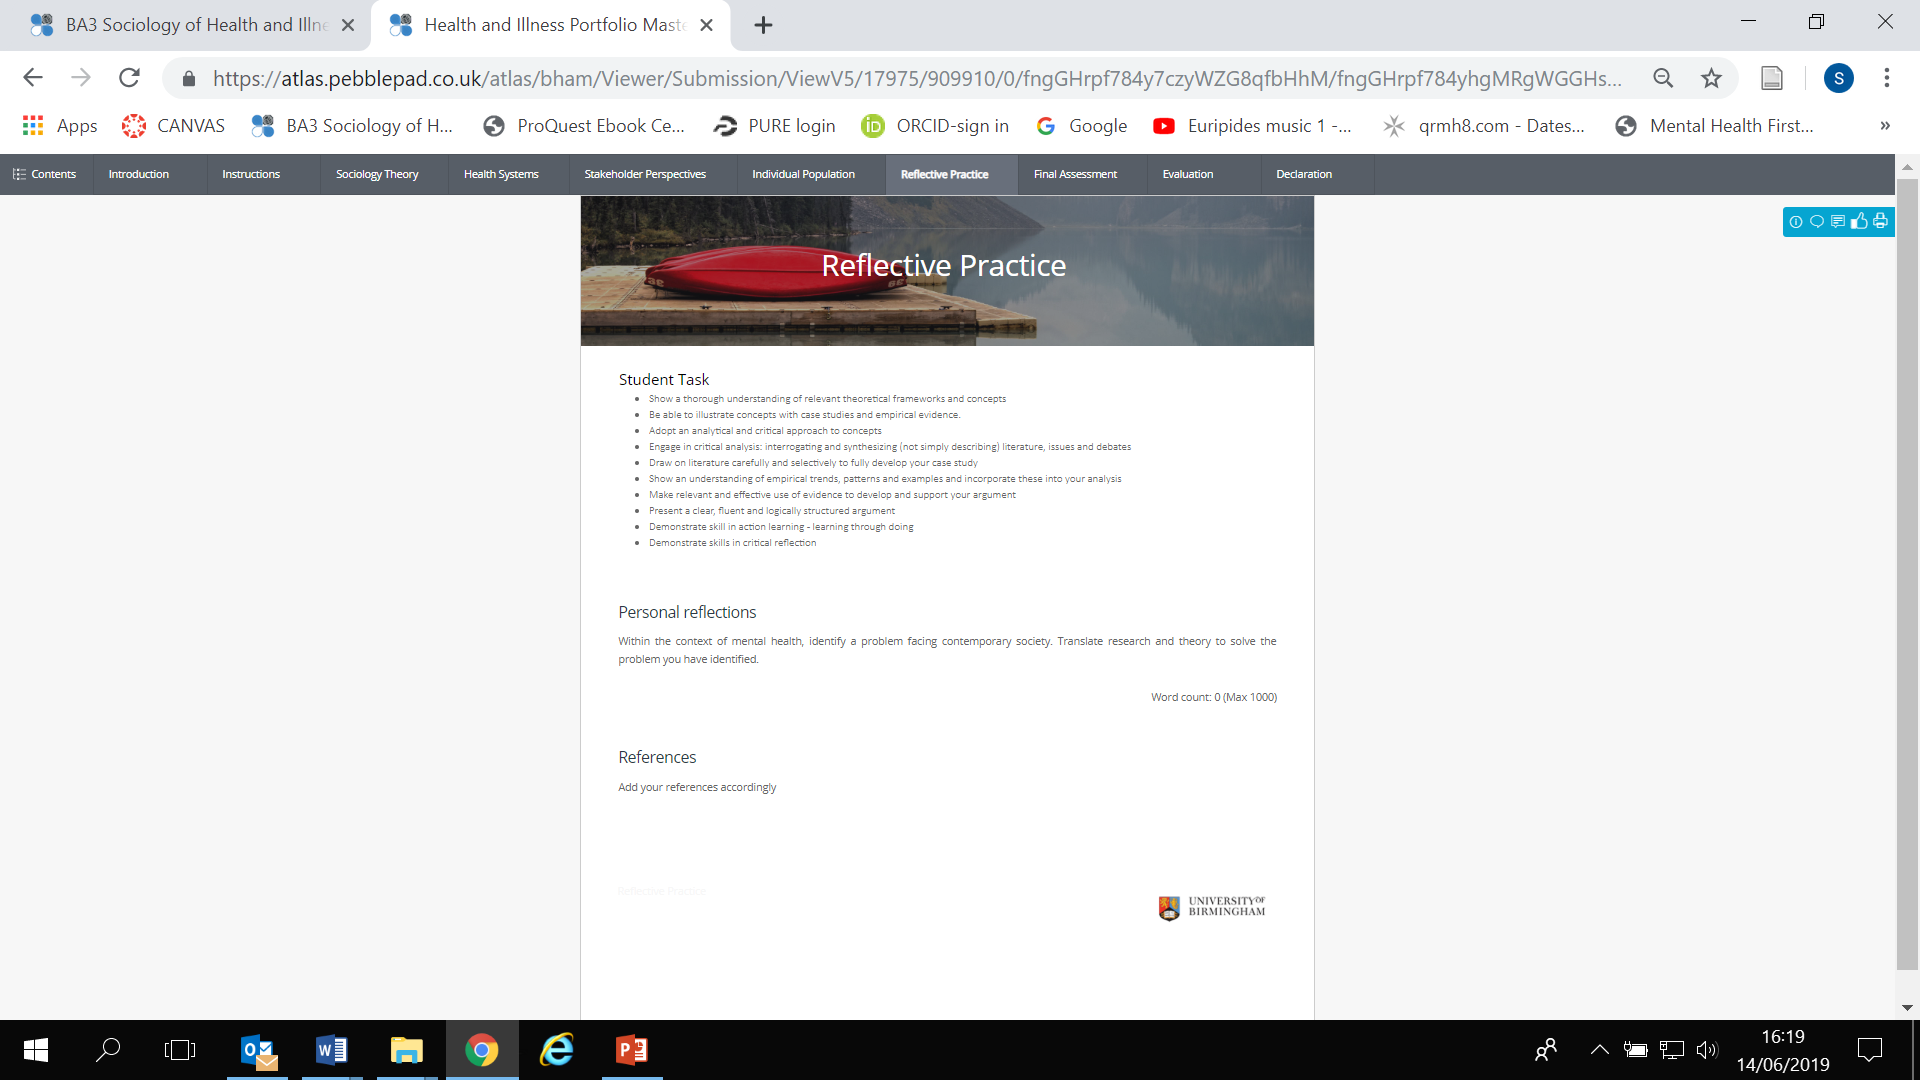 BA3 Sociology of Health and Illne
Health and Illness Portfolio Maste
https://atlas.pebblepad.co.uk/atlas/bham/Viewer/Submission/ViewV5/17975/909910/0/fngGHrpf784y7czyWZG8qfbHhM/fngGHrpf784yhgMRgWGGHs...
S
Apps CANVAS BA3 Sociology of H... ProQuest Ebook Ce... PURE login ORCID-sign in Google Euripides music 1 -... qrmh8.com - Dates... Mental Health First... »
Contents Introduction Instructions Sociology Theory Health Systems Stakeholder Perspectives Individual Population Reflective Practice Final Assessment Evaluation Declaration
Reflective Practice
Student Task
• Show a thorough understanding of relevant theoretical frameworks and concepts
• Be able to illustrate concepts with case studies and empirical evidence.
• Adopt an analytical and critical approach to concepts
• Engage in critical analysis: interrogating and synthesizing (not simply describing) literature, issues and debates
• Draw on literature carefully and selectively to fully develop your case study
• Show an understanding of empirical trends, patterns and examples and incorporate these into your analysis
• Make relevant and effective use of evidence to develop and support your argument
• Present a clear, fluent and logically structured argument
• Demonstrate skill in action learning - learning through doing
• Demonstrate skills in critical reflection
Personal reflections
Within the context of mental health, identify a problem facing contemporary society. Translate research and theory to solve the
problem you have identified.
Word count: 0 (Max 1000)
References
Add your references accordingly
Reflective Practice
UNIVERSITY OF
BIRMINGHAM
16:19
14/06/2019